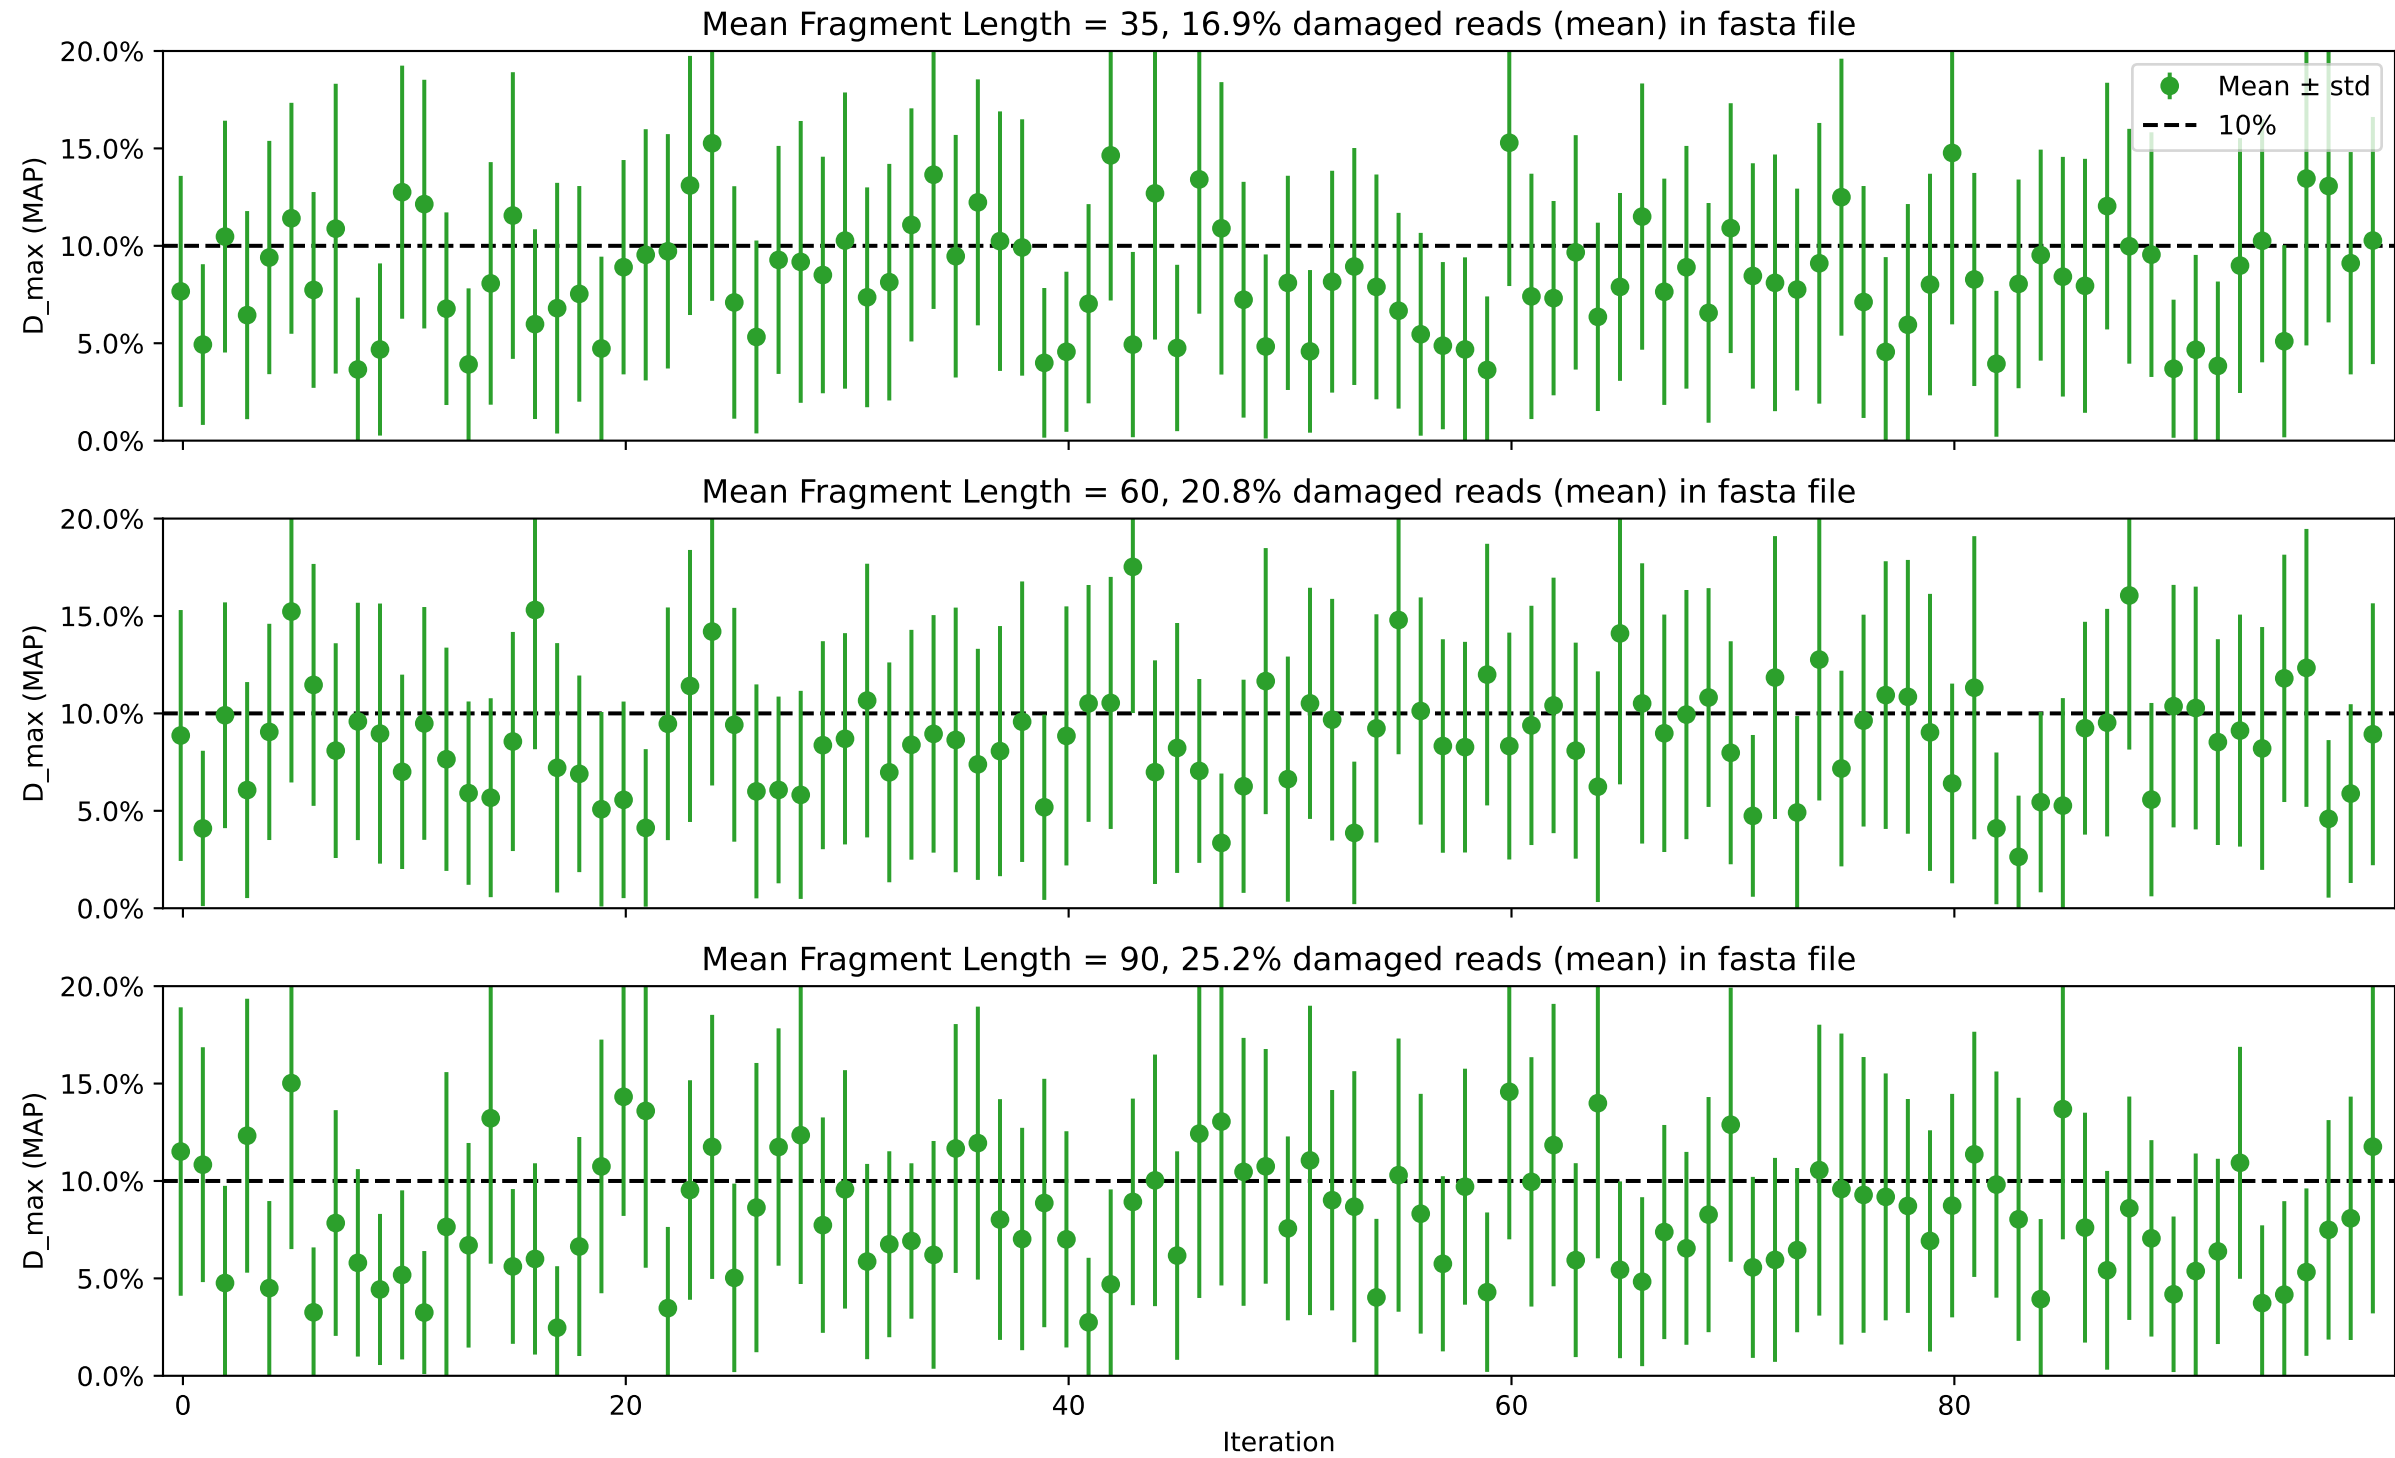 Mean Fragment Length = 35, 16.9% damaged reads (mean) in fasta file
20.0%
15.0%
10.0%
5.0%
0.0%
D_max (MAP)
Mean ± std
10%
Mean Fragment Length = 60, 20.8% damaged reads (mean) in fasta file
20.0%
15.0%
10.0%
5.0%
0.0%
D_max (MAP)
Mean Fragment Length = 90, 25.2% damaged reads (mean) in fasta file
20.0%
15.0%
10.0%
5.0%
0.0%
D_max (MAP)
0 20 40 60 80
Iteration